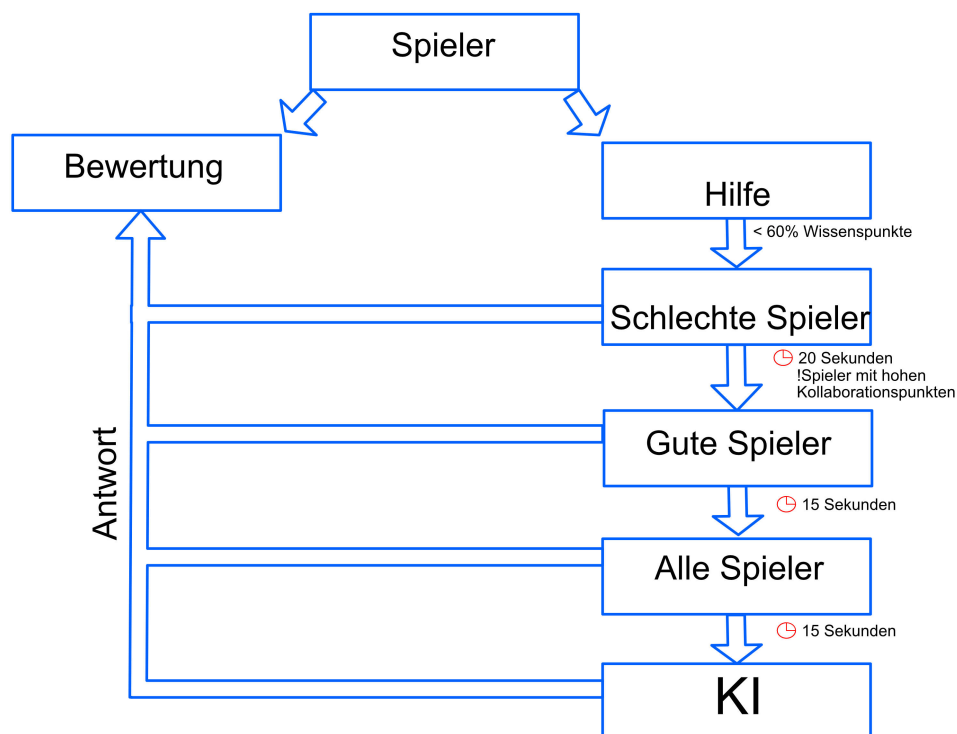 Spieler
Bewertung
Hilfe
< 60% Wissenspunkte
Schlechte Spieler
20 Sekunden
!Spieler mit hohen
Kollaborationspunkten
Gute Spieler
Antwort
15 Sekunden
Alle Spieler
15 Sekunden
KI